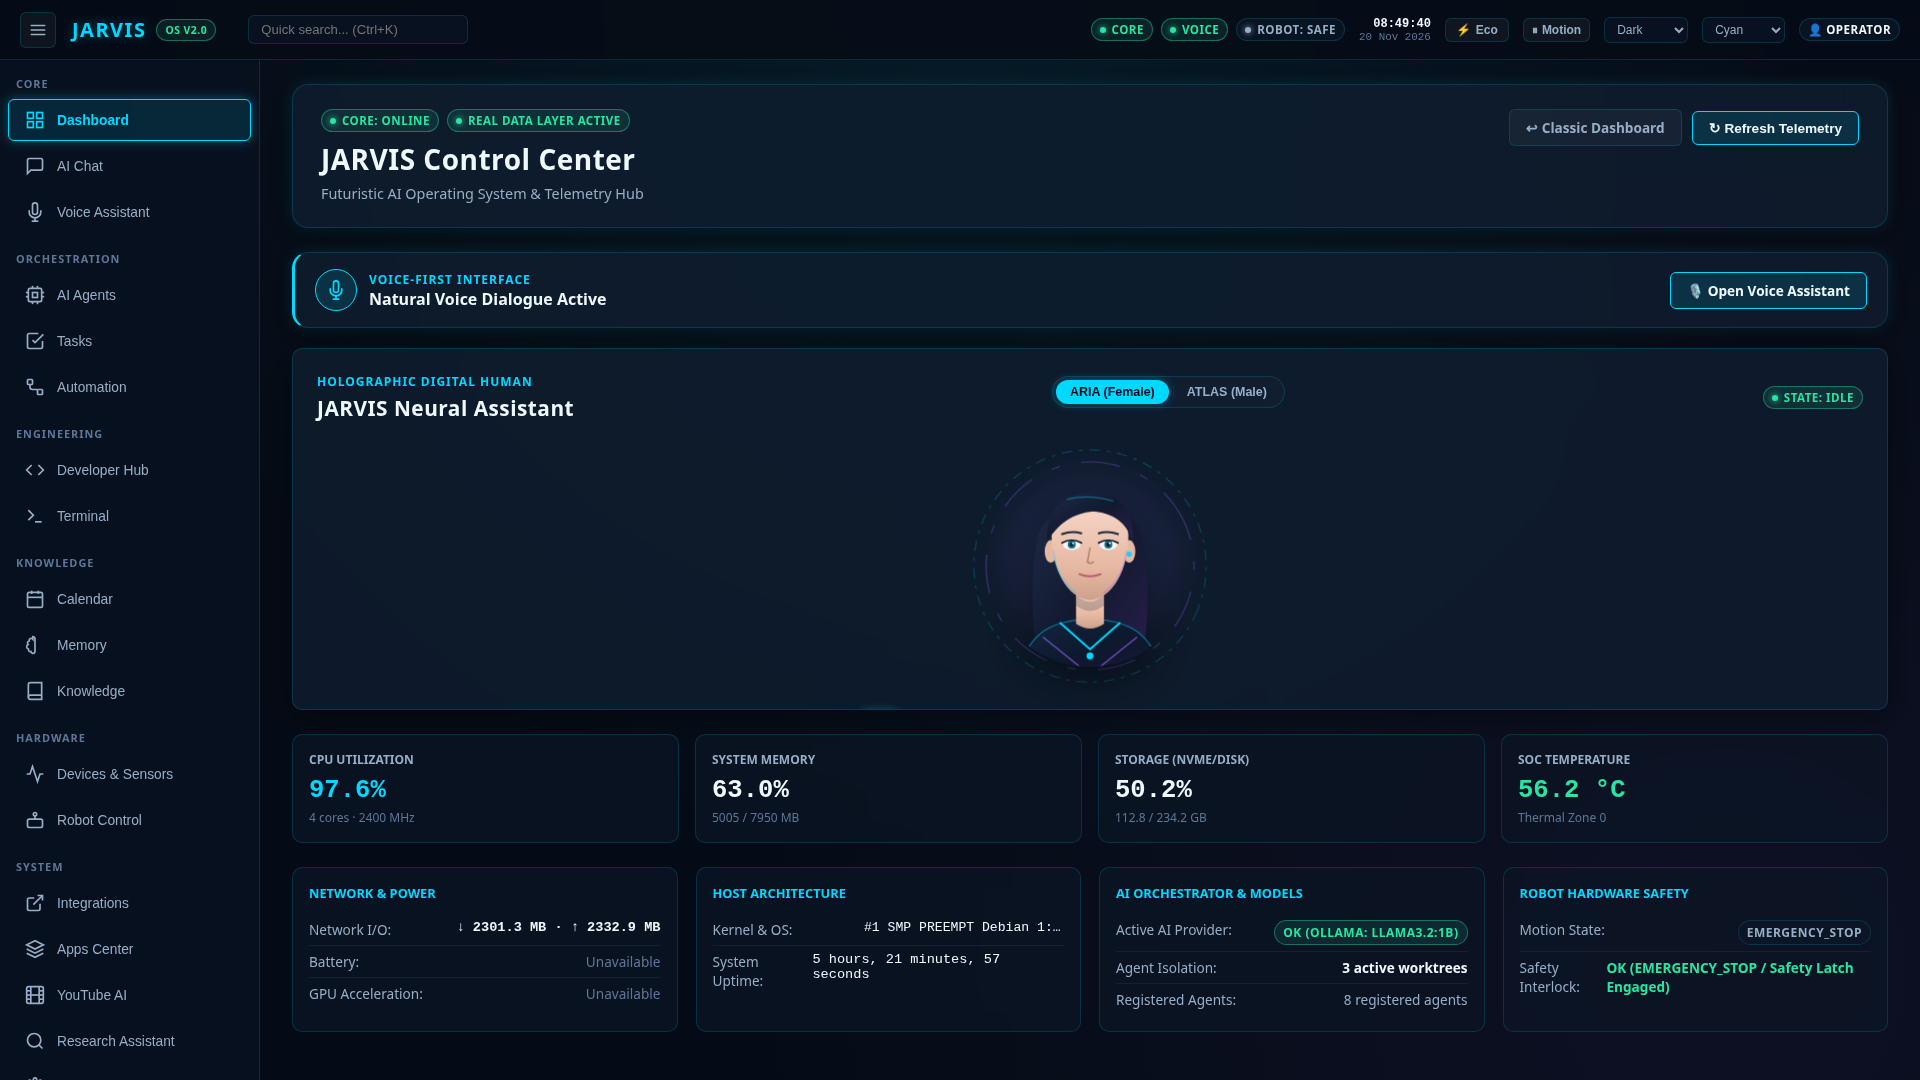 JARVIS
OS V2.0
Quick search... (Ctrl+K)
CORE
VOICE
ROBOT: SAFE
08:49:40
20 Nov 2026
⚡ Eco
Motion
Dark
Cyan
👤 OPERATOR
CORE
Dashboard
AI Chat
Voice Assistant
ORCHESTRATION
AI Agents
Tasks
Automation
ENGINEERING
Developer Hub
Terminal
KNOWLEDGE
Calendar
Memory
Knowledge
HARDWARE
Devices & Sensors
Robot Control
SYSTEM
Integrations
Apps Center
YouTube AI
Research Assistant
CORE: ONLINE
REAL DATA LAYER ACTIVE
JARVIS Control Center
Futuristic AI Operating System & Telemetry Hub
↩ Classic Dashboard
↻ Refresh Telemetry
VOICE-FIRST INTERFACE
Natural Voice Dialogue Active
🎙 Open Voice Assistant
HOLOGRAPHIC DIGITAL HUMAN
JARVIS Neural Assistant
ARIA (Female)
ATLAS (Male)
STATE: IDLE
CPU UTILIZATION
97.6%
4 cores · 2400 MHz
SYSTEM MEMORY
63.0%
5005 / 7950 MB
STORAGE (NVME/DISK)
50.2%
112.8 / 234.2 GB
SOC TEMPERATURE
56.2 °C
Thermal Zone 0
NETWORK & POWER
Network I/O: ↓ 2301.3 MB · ↑ 2332.9 MB
Battery: Unavailable
GPU Acceleration: Unavailable
HOST ARCHITECTURE
Kernel & OS: #1 SMP PREEMPT Debian 1:…
System Uptime: 5 hours, 21 minutes, 57 seconds
AI ORCHESTRATOR & MODELS
Active AI Provider: OK (OLLAMA: LLAMA3.2:1B)
Agent Isolation: 3 active worktrees
Registered Agents: 8 registered agents
ROBOT HARDWARE SAFETY
Motion State: EMERGENCY_STOP
Safety Interlock: OK (EMERGENCY_STOP / Safety Latch Engaged)